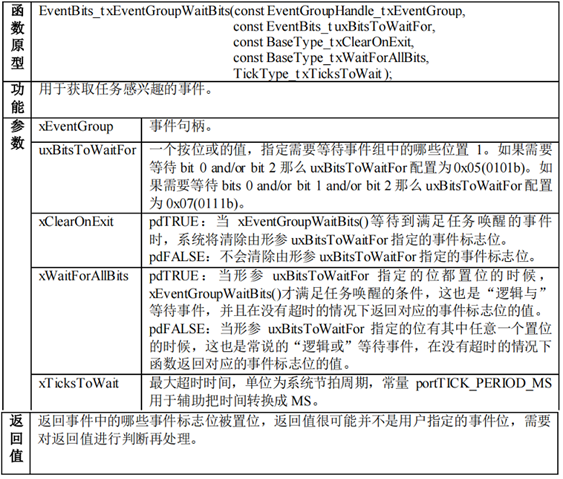 函数原型
EventBits_t xEventGroupWaitBits(const EventGroupHandle_t xEventGroup,
const EventBits_t uxBitsToWaitFor,
const BaseType_t xClearOnExit,
const BaseType_t xWaitForAllBits,
TickType_t xTicksToWait );
功能
用于获取任务感兴趣的事件。
参数
xEventGroup
事件句柄。
uxBitsToWaitFor
一个按位或的值，指定需要等待事件组中的哪些位置 1。如果需要
等待 bit 0 and/or bit 2 那么 uxBitsToWaitFor 配置为 0x05(0101b)。如
果需要等待 bits 0 and/or bit 1 and/or bit 2 那么 uxBitsToWaitFor 配置
为 0x07(0111b)。
xClearOnExit
pdTRUE：当 xEventGroupWaitBits()等待到满足任务唤醒的事件
时，系统将清除由形参 uxBitsToWaitFor 指定的事件标志位。
pdFALSE：不会清除由形参 uxBitsToWaitFor 指定的事件标志位。
xWaitForAllBits
pdTRUE：当形参 uxBitsToWaitFor 指定的位都置位的时候，
xEventGroupWaitBits()才满足任务唤醒的条件，这也是“逻辑与”
等待事件，并且在没有超时的情况下返回对应的事件标志位的值。
pdFALSE：当形参 uxBitsToWaitFor 指定的位有其中任意一个置位
的时候，这也是常说的“逻辑或”等待事件，在没有超时的情况下
函数返回对应的事件标志位的值。
xTicksToWait
最大超时时间，单位为系统节拍周期，常量 portTICK_PERIOD_MS
用于辅助把时间转换成 MS。
返回值
返回事件中的哪些事件标志位被置位，返回值很可能并不是用户指定的事件位，需要
对返回值进行判断再处理。